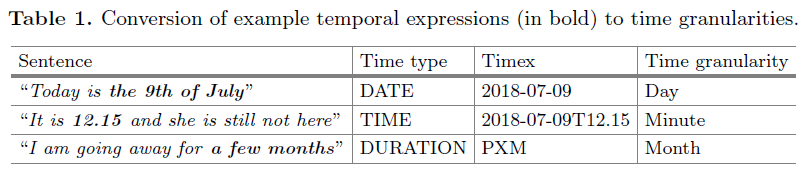 Table 1. Conversion of example temporal expressions (in bold) to time granularities.
Sentence Time type Timex Time granularity
“Today is the 9th of July” DATE 2018-07-09 Day
“It is 12.15 and she is still not here” TIME 2018-07-09T12.15 Minute
“I am going away for a few months” DURATION PXM Month